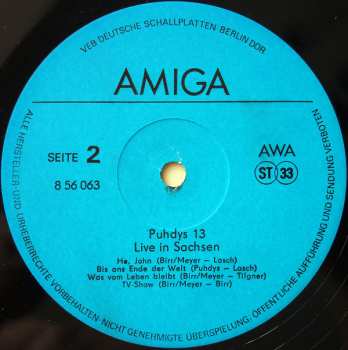 VEB DEUTSCHE SCHALLPLATTEN BERLIN DDR
AMIGA
SEITE 2
8 56 063
AWA
ST 33
Puhdys 13
Live in Sachsen
He, John (Birr/Meyer – Lasch)
Bis ans Ende der Welt (Puhdys – Lasch)
Was vom Leben bleibt (Birr/Meyer – Tilgner)
TV-Show (Birr/Meyer – Birr)
ALLE HERSTELLER- UND URHEBERRECHTE VORBEHALTEN · NICHT GENEHMIGTE ÜBERSPIELUNG, ÖFFENTLICHE AUFFÜHRUNG UND SENDUNG VERBOTEN